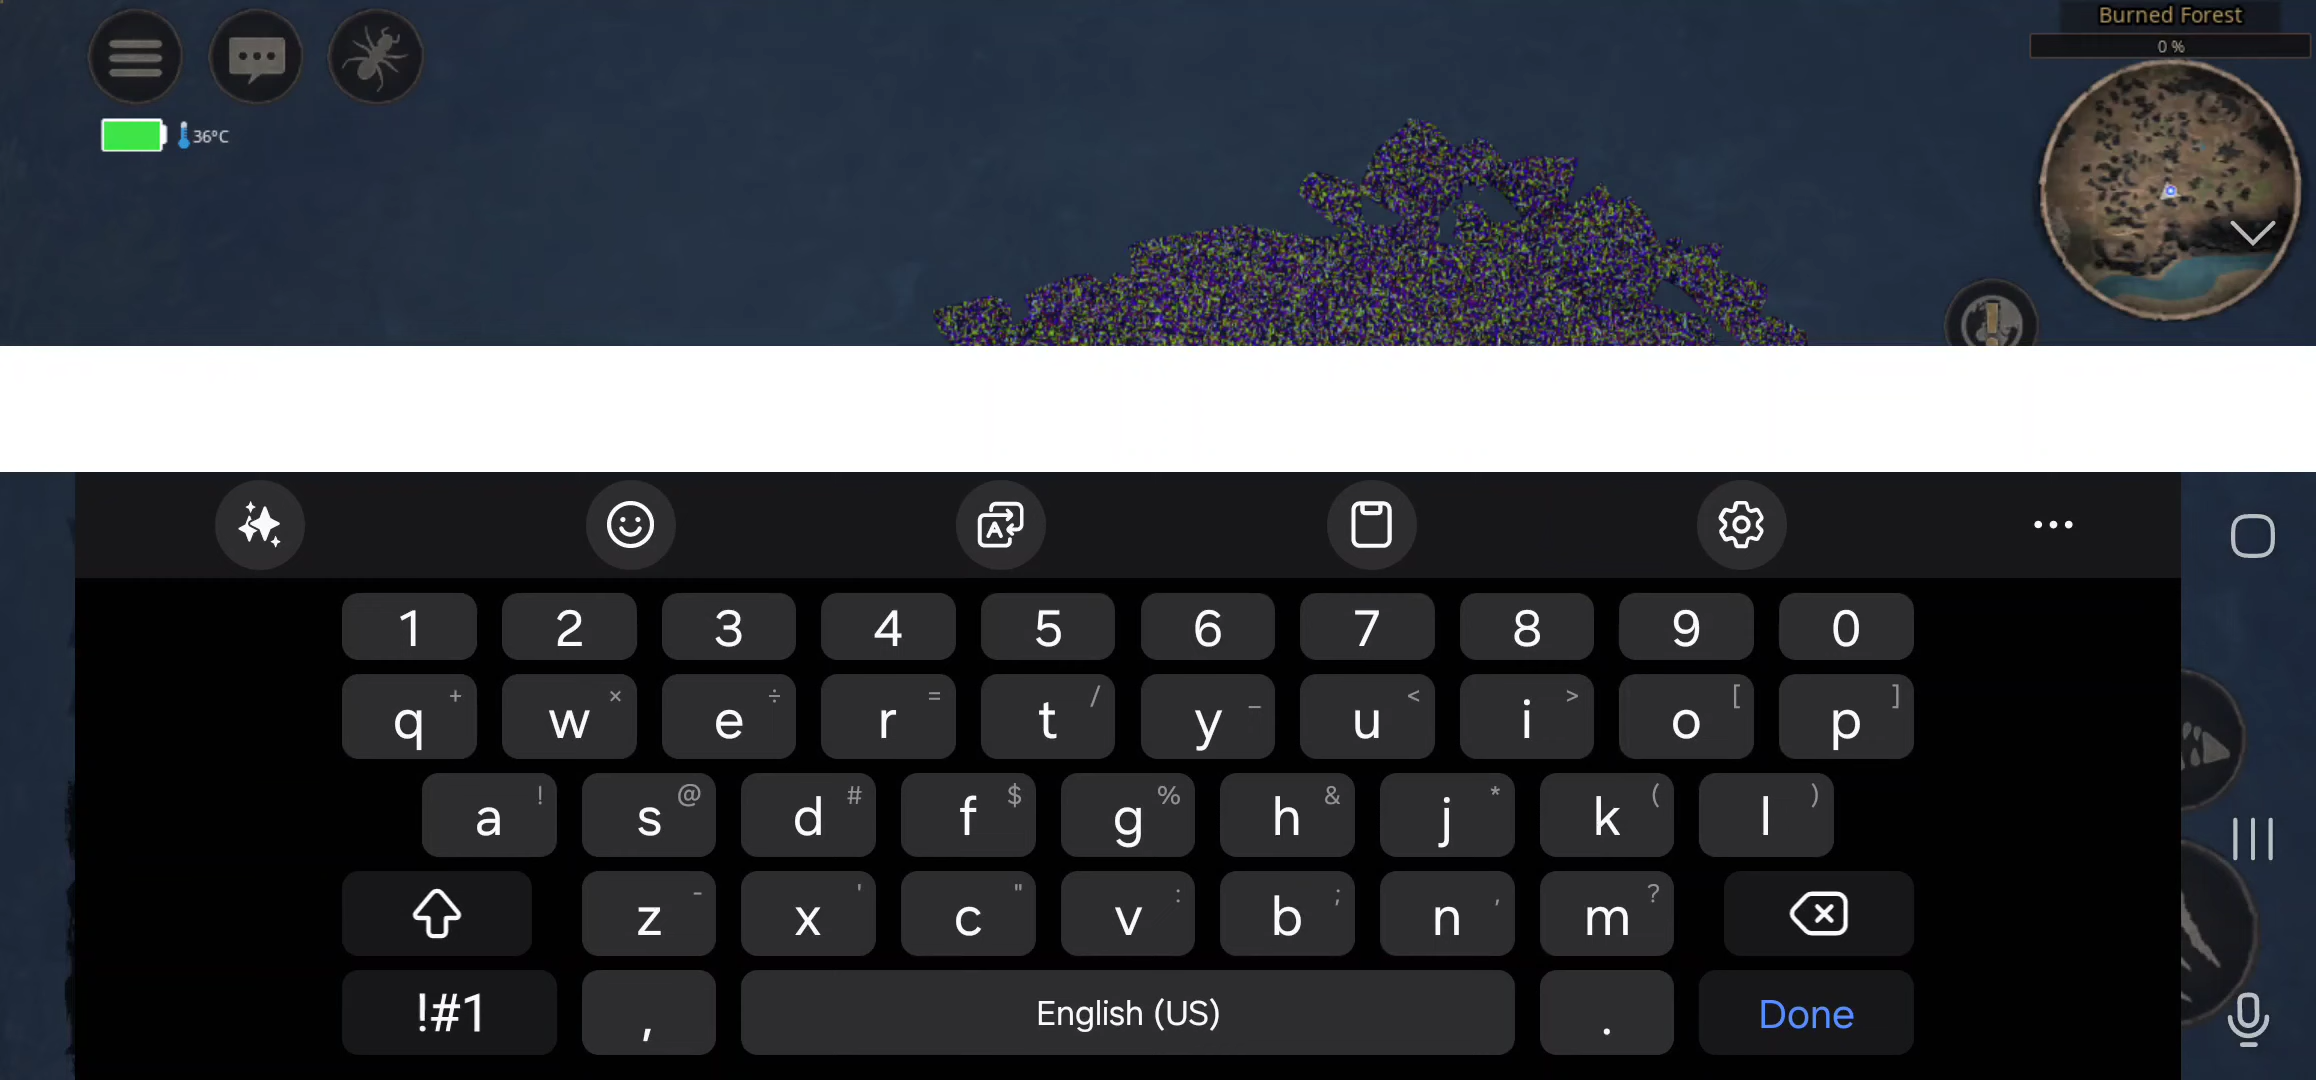 Burned Forest
0 %
36°C
1 2 3 4 5 6 7 8 9 0
q + w × e ÷ r = t / y _ u < i > o [ p ]
a ! s @ d # f $ g % h & j * k ( l )
z - x ' c " v : b ; n , m ?
!#1 , English (US) . Done